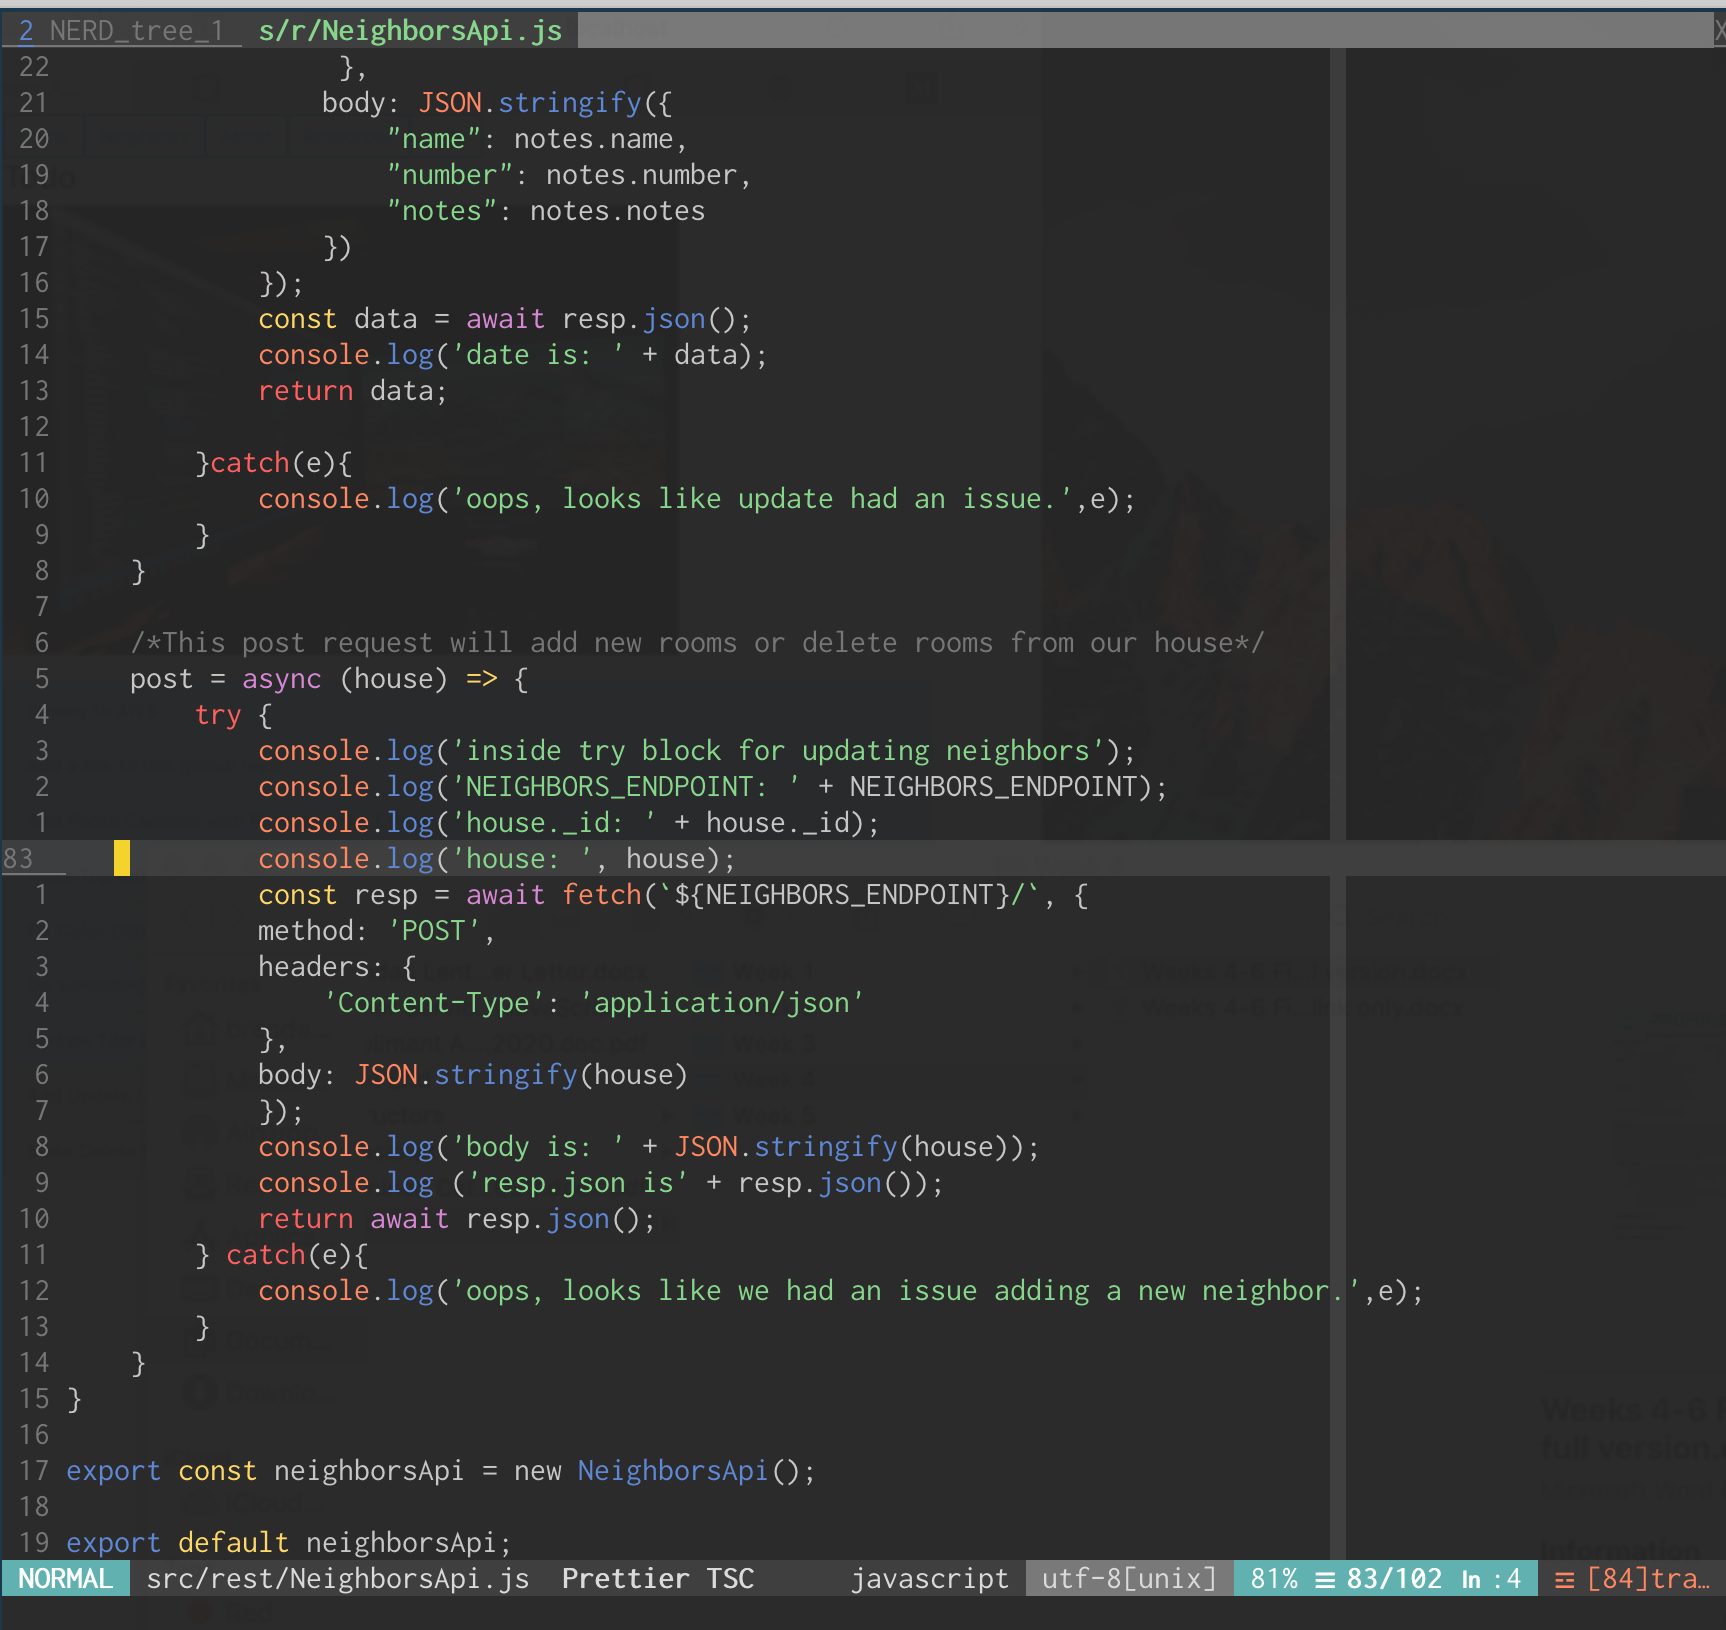 2 NERD_tree_1 s/r/NeighborsApi.js X
22 },
21 body: JSON.stringify({
20 "name": notes.name,
19 "number": notes.number,
18 "notes": notes.notes
17 })
16 });
15 const data = await resp.json();
14 console.log('date is: ' + data);
13 return data;
12
11 }catch(e){
10 console.log('oops, looks like update had an issue.',e);
9 }
8 }
7
6 /*This post request will add new rooms or delete rooms from our house*/
5 post = async (house) => {
4 try {
3 console.log('inside try block for updating neighbors');
2 console.log('NEIGHBORS_ENDPOINT: ' + NEIGHBORS_ENDPOINT);
1 console.log('house._id: ' + house._id);
83 console.log('house: ', house);
1 const resp = await fetch(`${NEIGHBORS_ENDPOINT}/`, {
2 method: 'POST',
3 headers: {
4 'Content-Type': 'application/json'
5 },
6 body: JSON.stringify(house)
7 });
8 console.log('body is: ' + JSON.stringify(house));
9 console.log ('resp.json is' + resp.json());
10 return await resp.json();
11 } catch(e){
12 console.log('oops, looks like we had an issue adding a new neighbor.',e);
13 }
14 }
15 }
16
17 export const neighborsApi = new NeighborsApi();
18
19 export default neighborsApi;
NORMAL src/rest/NeighborsApi.js Prettier TSC javascript utf-8[unix] 81% ☰ 83/102 ln :4 ☲ [84]tra…